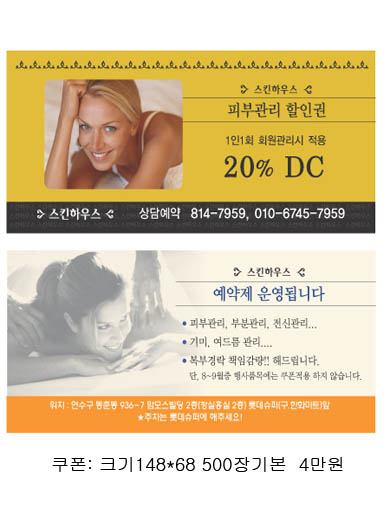 스킨하우스
피부관리 할인권
1인1회 회원관리시 적용
20% DC
스킨하우스 상담예약 814-7959, 010-6745-7959
스킨하우스
예약제 운영됩니다
• 피부관리, 부분관리, 전신관리...
• 기미, 여드름 관리....
• 복부경락 책임감량!! 해드립니다.
단, 8~9월중 행사품목에는 쿠폰적용 하지 않습니다.
위치 : 연수구 동춘동 936-7 맘모스빌딩 2층(창실홍실 2층) 롯데슈퍼(구,한화마트)앞
★주차는 롯데슈퍼에 해주세요!
쿠폰: 크기148*68 500장기본 4만원